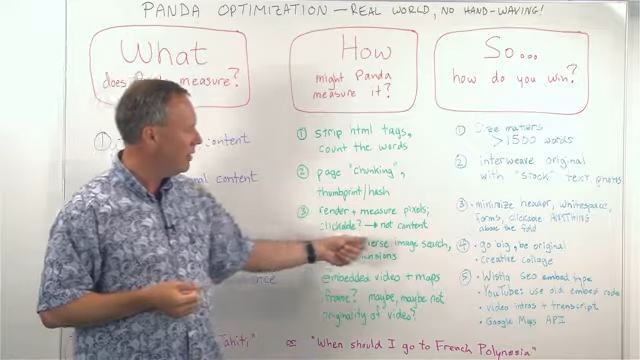 PANDA OPTIMIZATION — REAL WORLD, NO HAND-WAVING!
What
does measure?
content
content
How
might Panda
measure it?
① strip html tags,
count the words
② page "chunking",
thumbprint/hash
③ render + measure pixels;
clickable? → not content
image search,
embedded video + maps
iframe? maybe, maybe not
originality of video?
So...
how do you win?
① Size matters
> 1500 words
② interweave original
with "stock" text, photos
③ • minimize header, whitespace,
forms, clickable ANYTHING
above the fold
④ • go big, be original
• creative collage
⑤ • Wistia seo embed type
• YouTube: use old embed code
• video intros + transcript
• Google Maps API
Tahiti" ≈ "When should I go to French Polynesia"